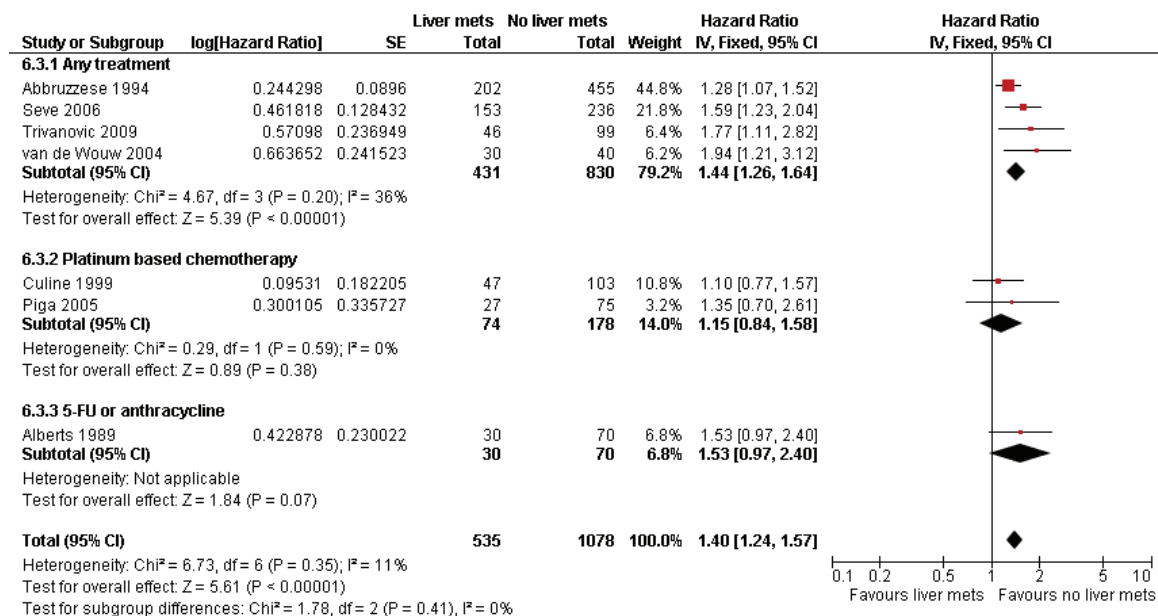 Liver mets No liver mets Hazard Ratio Hazard Ratio
Study or Subgroup log[Hazard Ratio] SE Total Total Weight IV, Fixed, 95% CI IV, Fixed, 95% CI
6.3.1 Any treatment
Abbruzzese 1994 0.244298 0.0896 202 455 44.8% 1.28 [1.07, 1.52]
Seve 2006 0.461818 0.128432 153 236 21.8% 1.59 [1.23, 2.04]
Trivanovic 2009 0.57098 0.236949 46 99 6.4% 1.77 [1.11, 2.82]
van de Wouw 2004 0.663652 0.241523 30 40 6.2% 1.94 [1.21, 3.12]
Subtotal (95% CI) 431 830 79.2% 1.44 [1.26, 1.64]
Heterogeneity: Chi² = 4.67, df = 3 (P = 0.20); I² = 36%
Test for overall effect: Z = 5.39 (P < 0.00001)
6.3.2 Platinum based chemotherapy
Culine 1999 0.09531 0.182205 47 103 10.8% 1.10 [0.77, 1.57]
Piga 2005 0.300105 0.335727 27 75 3.2% 1.35 [0.70, 2.61]
Subtotal (95% CI) 74 178 14.0% 1.15 [0.84, 1.58]
Heterogeneity: Chi² = 0.29, df = 1 (P = 0.59); I² = 0%
Test for overall effect: Z = 0.89 (P = 0.38)
6.3.3 5-FU or anthracycline
Alberts 1989 0.422878 0.230022 30 70 6.8% 1.53 [0.97, 2.40]
Subtotal (95% CI) 30 70 6.8% 1.53 [0.97, 2.40]
Heterogeneity: Not applicable
Test for overall effect: Z = 1.84 (P = 0.07)
Total (95% CI) 535 1078 100.0% 1.40 [1.24, 1.57]
Heterogeneity: Chi² = 6.73, df = 6 (P = 0.35); I² = 11%
Test for overall effect: Z = 5.61 (P < 0.00001)
Test for subgroup differences: Chi² = 1.78, df = 2 (P = 0.41), I² = 0%
0.1 0.2 0.5 1 2 5 10
Favours liver mets Favours no liver mets